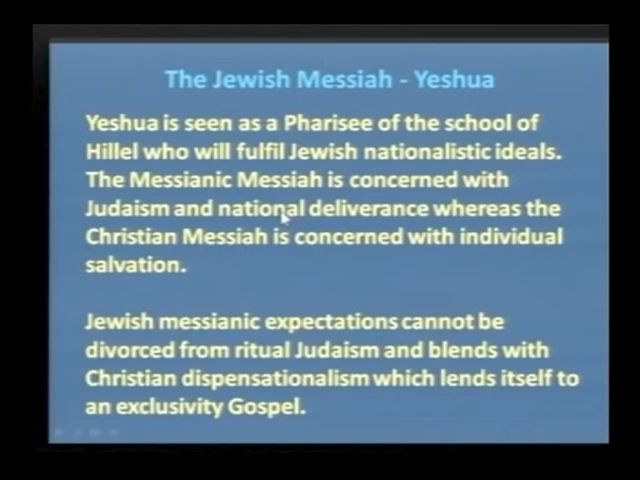 The Jewish Messiah - Yeshua
Yeshua is seen as a Pharisee of the school of
Hillel who will fulfil Jewish nationalistic ideals.
The Messianic Messiah is concerned with
Judaism and national deliverance whereas the
Christian Messiah is concerned with individual
salvation.
Jewish messianic expectations cannot be
divorced from ritual Judaism and blends with
Christian dispensationalism which lends itself to
an exclusivity Gospel.